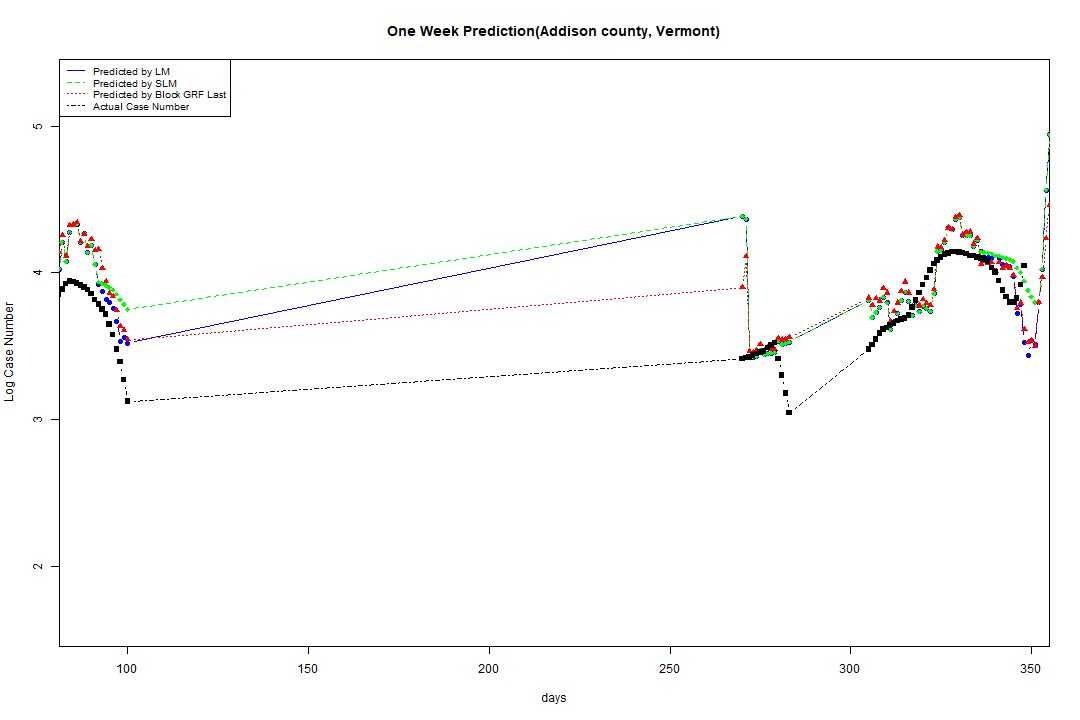 One Week Prediction(Addison county, Vermont)
Predicted by LM
Predicted by SLM
Predicted by Block GRF Last
Actual Case Number
5
4
3
2
Log Case Number
100
150
200
250
300
350
days